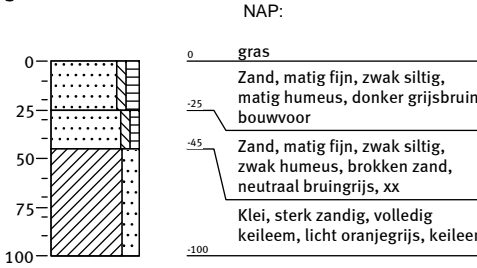 NAP:
0
25
50
75
100
0 gras
Zand, matig fijn, zwak siltig,
matig humeus, donker grijsbruin
-25 bouwvoor
-45 Zand, matig fijn, zwak siltig,
zwak humeus, brokken zand,
neutraal bruingrijs, xx
Klei, sterk zandig, volledig
keileem, licht oranjegrijs, keileem
-100